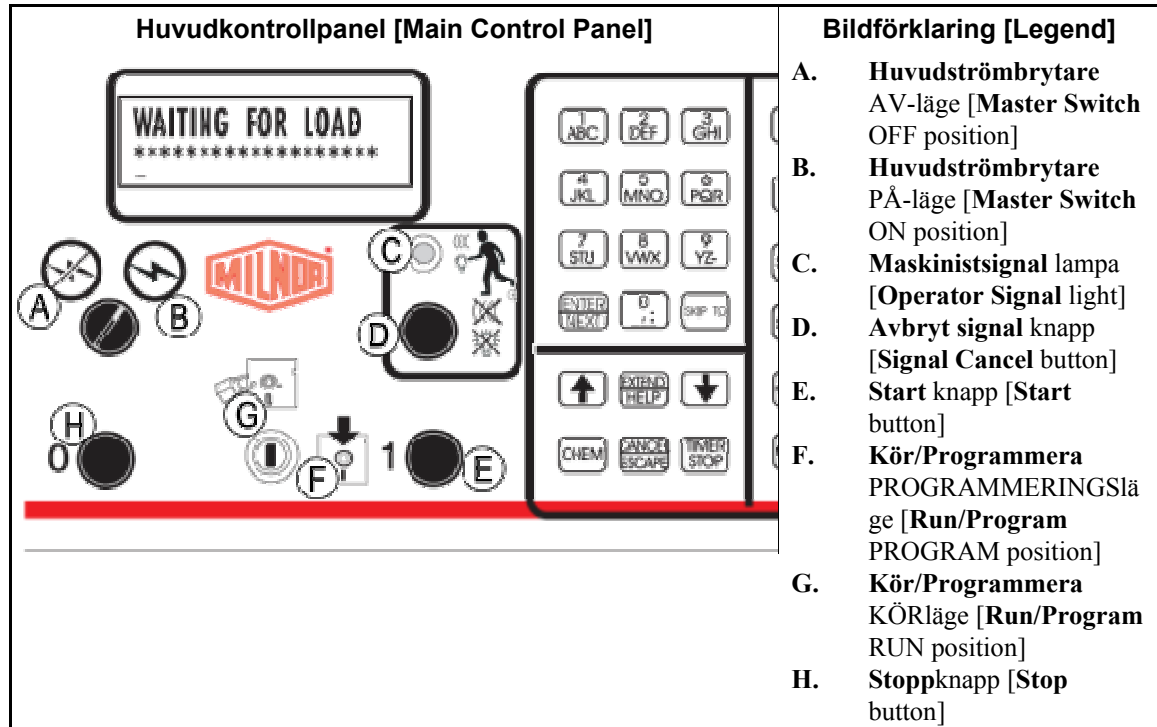 Huvudkontrollpanel [Main Control Panel]
WAITING FOR LOAD
*******************
_
A
B
MILNOR
C
D
G
H
0
F
1
E
1 ABC
2 DEF
3 GHI
4 JKL
5 MNO
6 PQR
7 STU
8 VWX
9 YZ-
ENTER NEXT
0 .:
SKIP TO
EXTEND HELP
CHEM
CANCEL ESCAPE
TIMER STOP
Bildförklaring [Legend]
A. Huvudströmbrytare
AV-läge [Master Switch
OFF position]
B. Huvudströmbrytare
PÅ-läge [Master Switch
ON position]
C. Maskinistsignal lampa
[Operator Signal light]
D. Avbryt signal knapp
[Signal Cancel button]
E. Start knapp [Start
button]
F. Kör/Programmera
PROGRAMMERINGSlä
ge [Run/Program
PROGRAM position]
G. Kör/Programmera
KÖRläge [Run/Program
RUN position]
H. Stoppknapp [Stop
button]